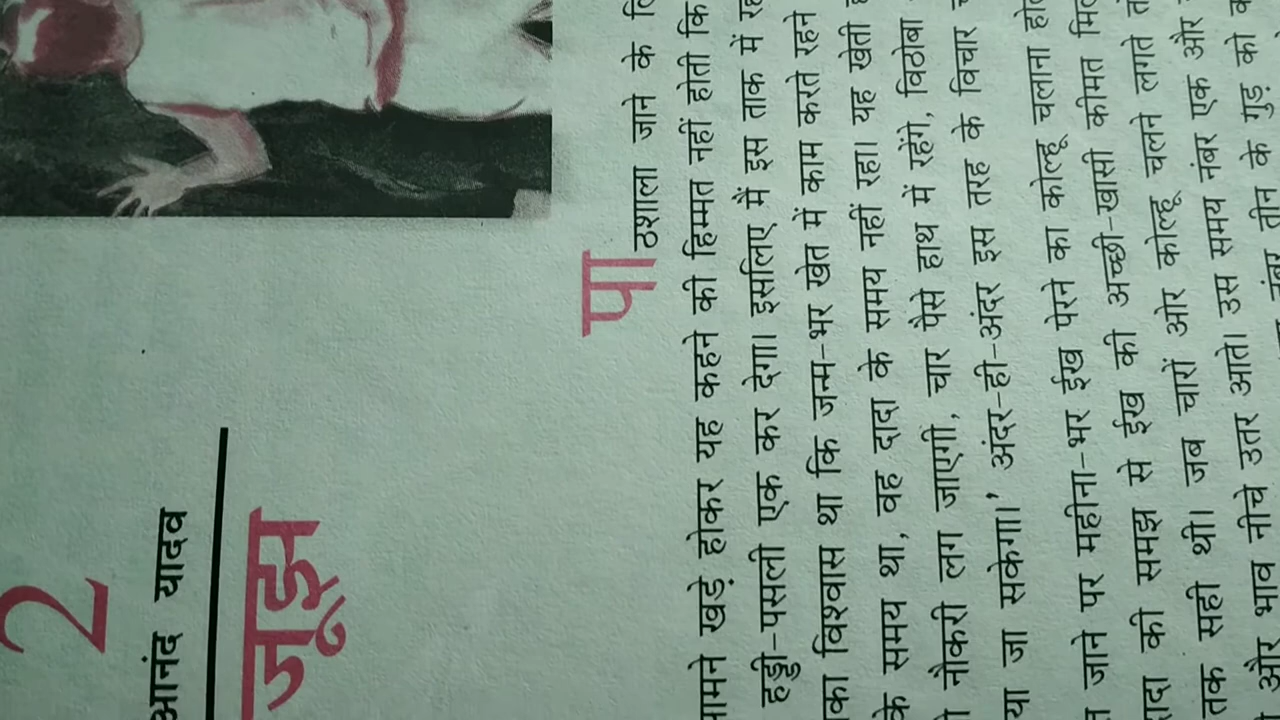 2
आनंद यादव
जूझ
पाठशाला जाने के
सामने खड़े होकर यह कहने की हिम्मत नहीं होती कि
हड्डी-पसली एक कर देगा। इसलिए मैं इस ताक में
विश्वास था कि जन्म-भर खेत में काम करते रहने
के समय था, वह दादा के समय नहीं रहा। यह खेती
नौकरी लग जाएगी, चार पैसे हाथ में रहेंगे, विठोबा
जा सकेगा।' अंदर-ही-अंदर इस तरह के विचार
जाने पर महीना-भर ईख पेरने का कोल्हू चलाना
दादा की समझ से ईख की अच्छी-खासी कीमत
तक सही थी। जब चारों ओर कोल्हू चलने लगते
और भाव नीचे उतर आते। उस समय नंबर एक और
नंबर तीन के गुड़ को